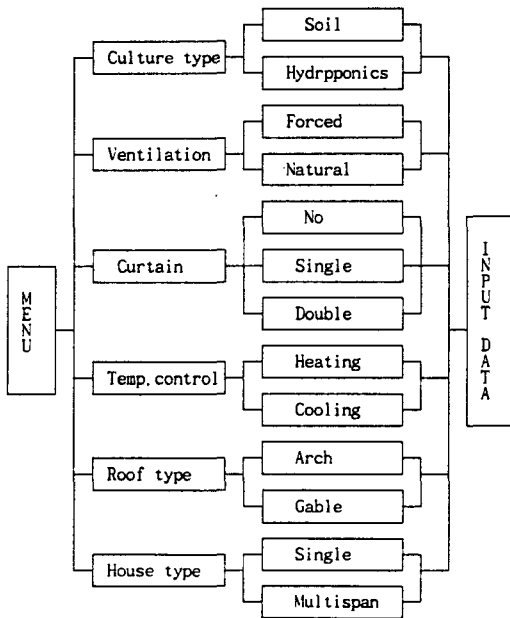 MENU
Culture type
Soil
Hydrpponics
Ventilation
Forced
Natural
Curtain
No
Single
Double
Temp. control
Heating
Cooling
Roof type
Arch
Gable
House type
Single
Multispan
INPUT DATA